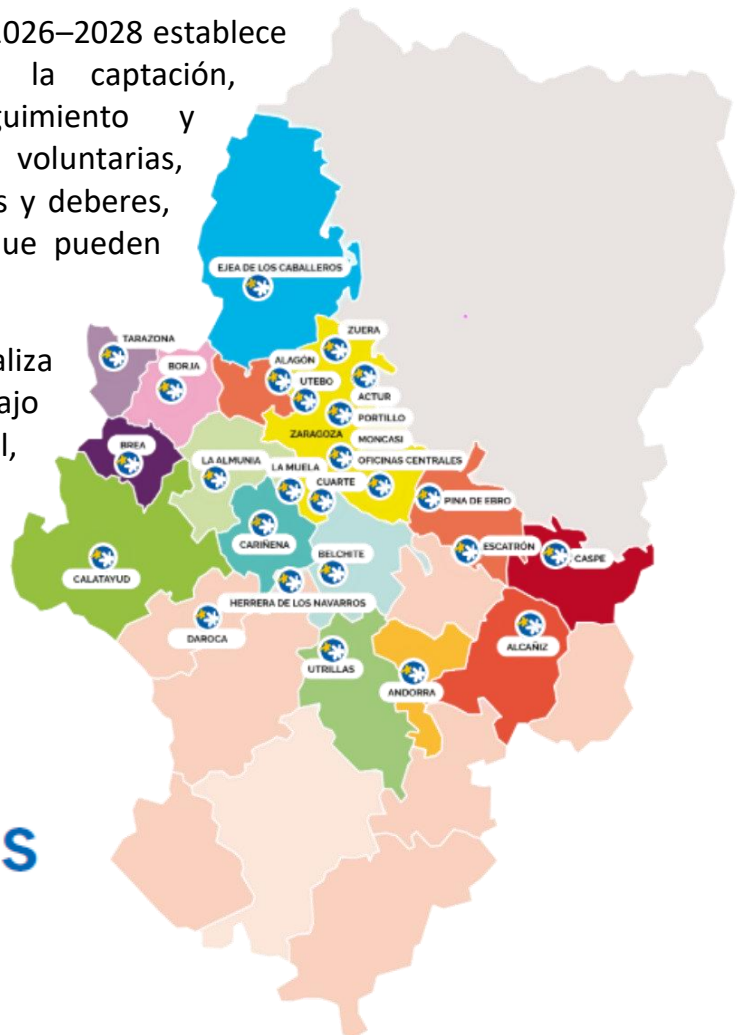 2026–2028 establece
la captación,
guimiento y
voluntarias,
s y deberes,
que pueden
EJEA DE LOS CABALLEROS
ZUERA
TARAZONA
aliza
ALAGÓN
BORJA
UTEBO
ACTUR
ajo
PORTILLO
ZARAGOZA
MONCASI
l,
BREA
LA ALMUNIA
LA MUELA
OFICINAS CENTRALES
CUARTE
PINA DE EBRO
CARIÑENA
ESCATRÓN
BELCHITE
CASPE
CALATAYUD
HERRERA DE LOS NAVARROS
DAROCA
ALCAÑIZ
UTRILLAS
ANDORRA
s